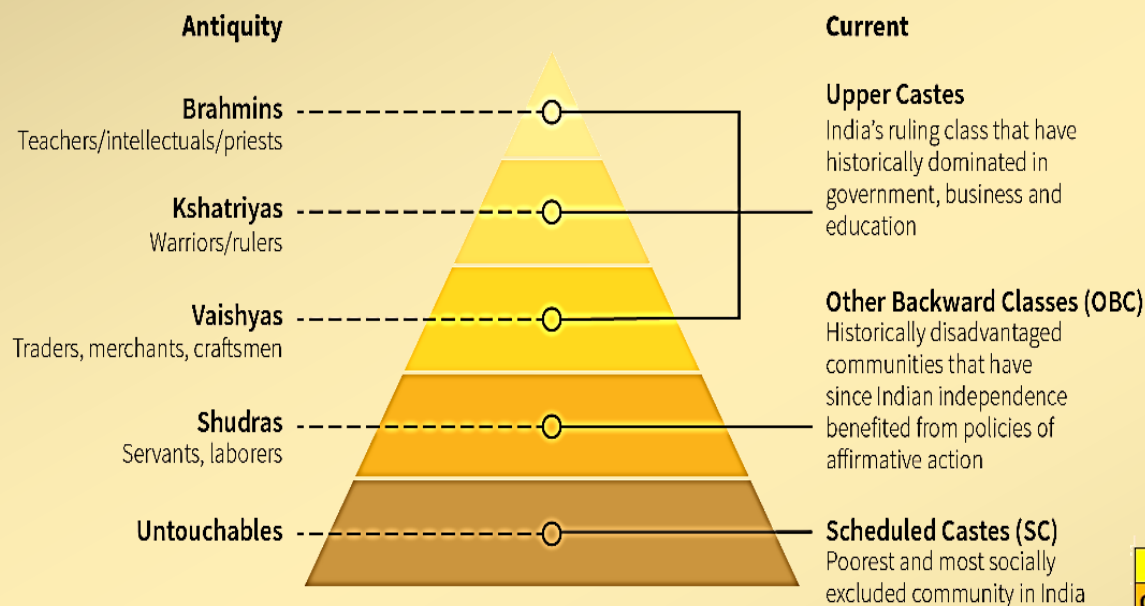 Antiquity
Brahmins
Teachers/intellectuals/priests
Kshatriyas
Warriors/rulers
Vaishyas
Traders, merchants, craftsmen
Shudras
Servants, laborers
Untouchables
Current
Upper Castes
India's ruling class that have
historically dominated in
government, business and
education
Other Backward Classes (OBC)
Historically disadvantaged
communities that have
since Indian independence
benefited from policies of
affirmative action
Scheduled Castes (SC)
Poorest and most socially
excluded community in India